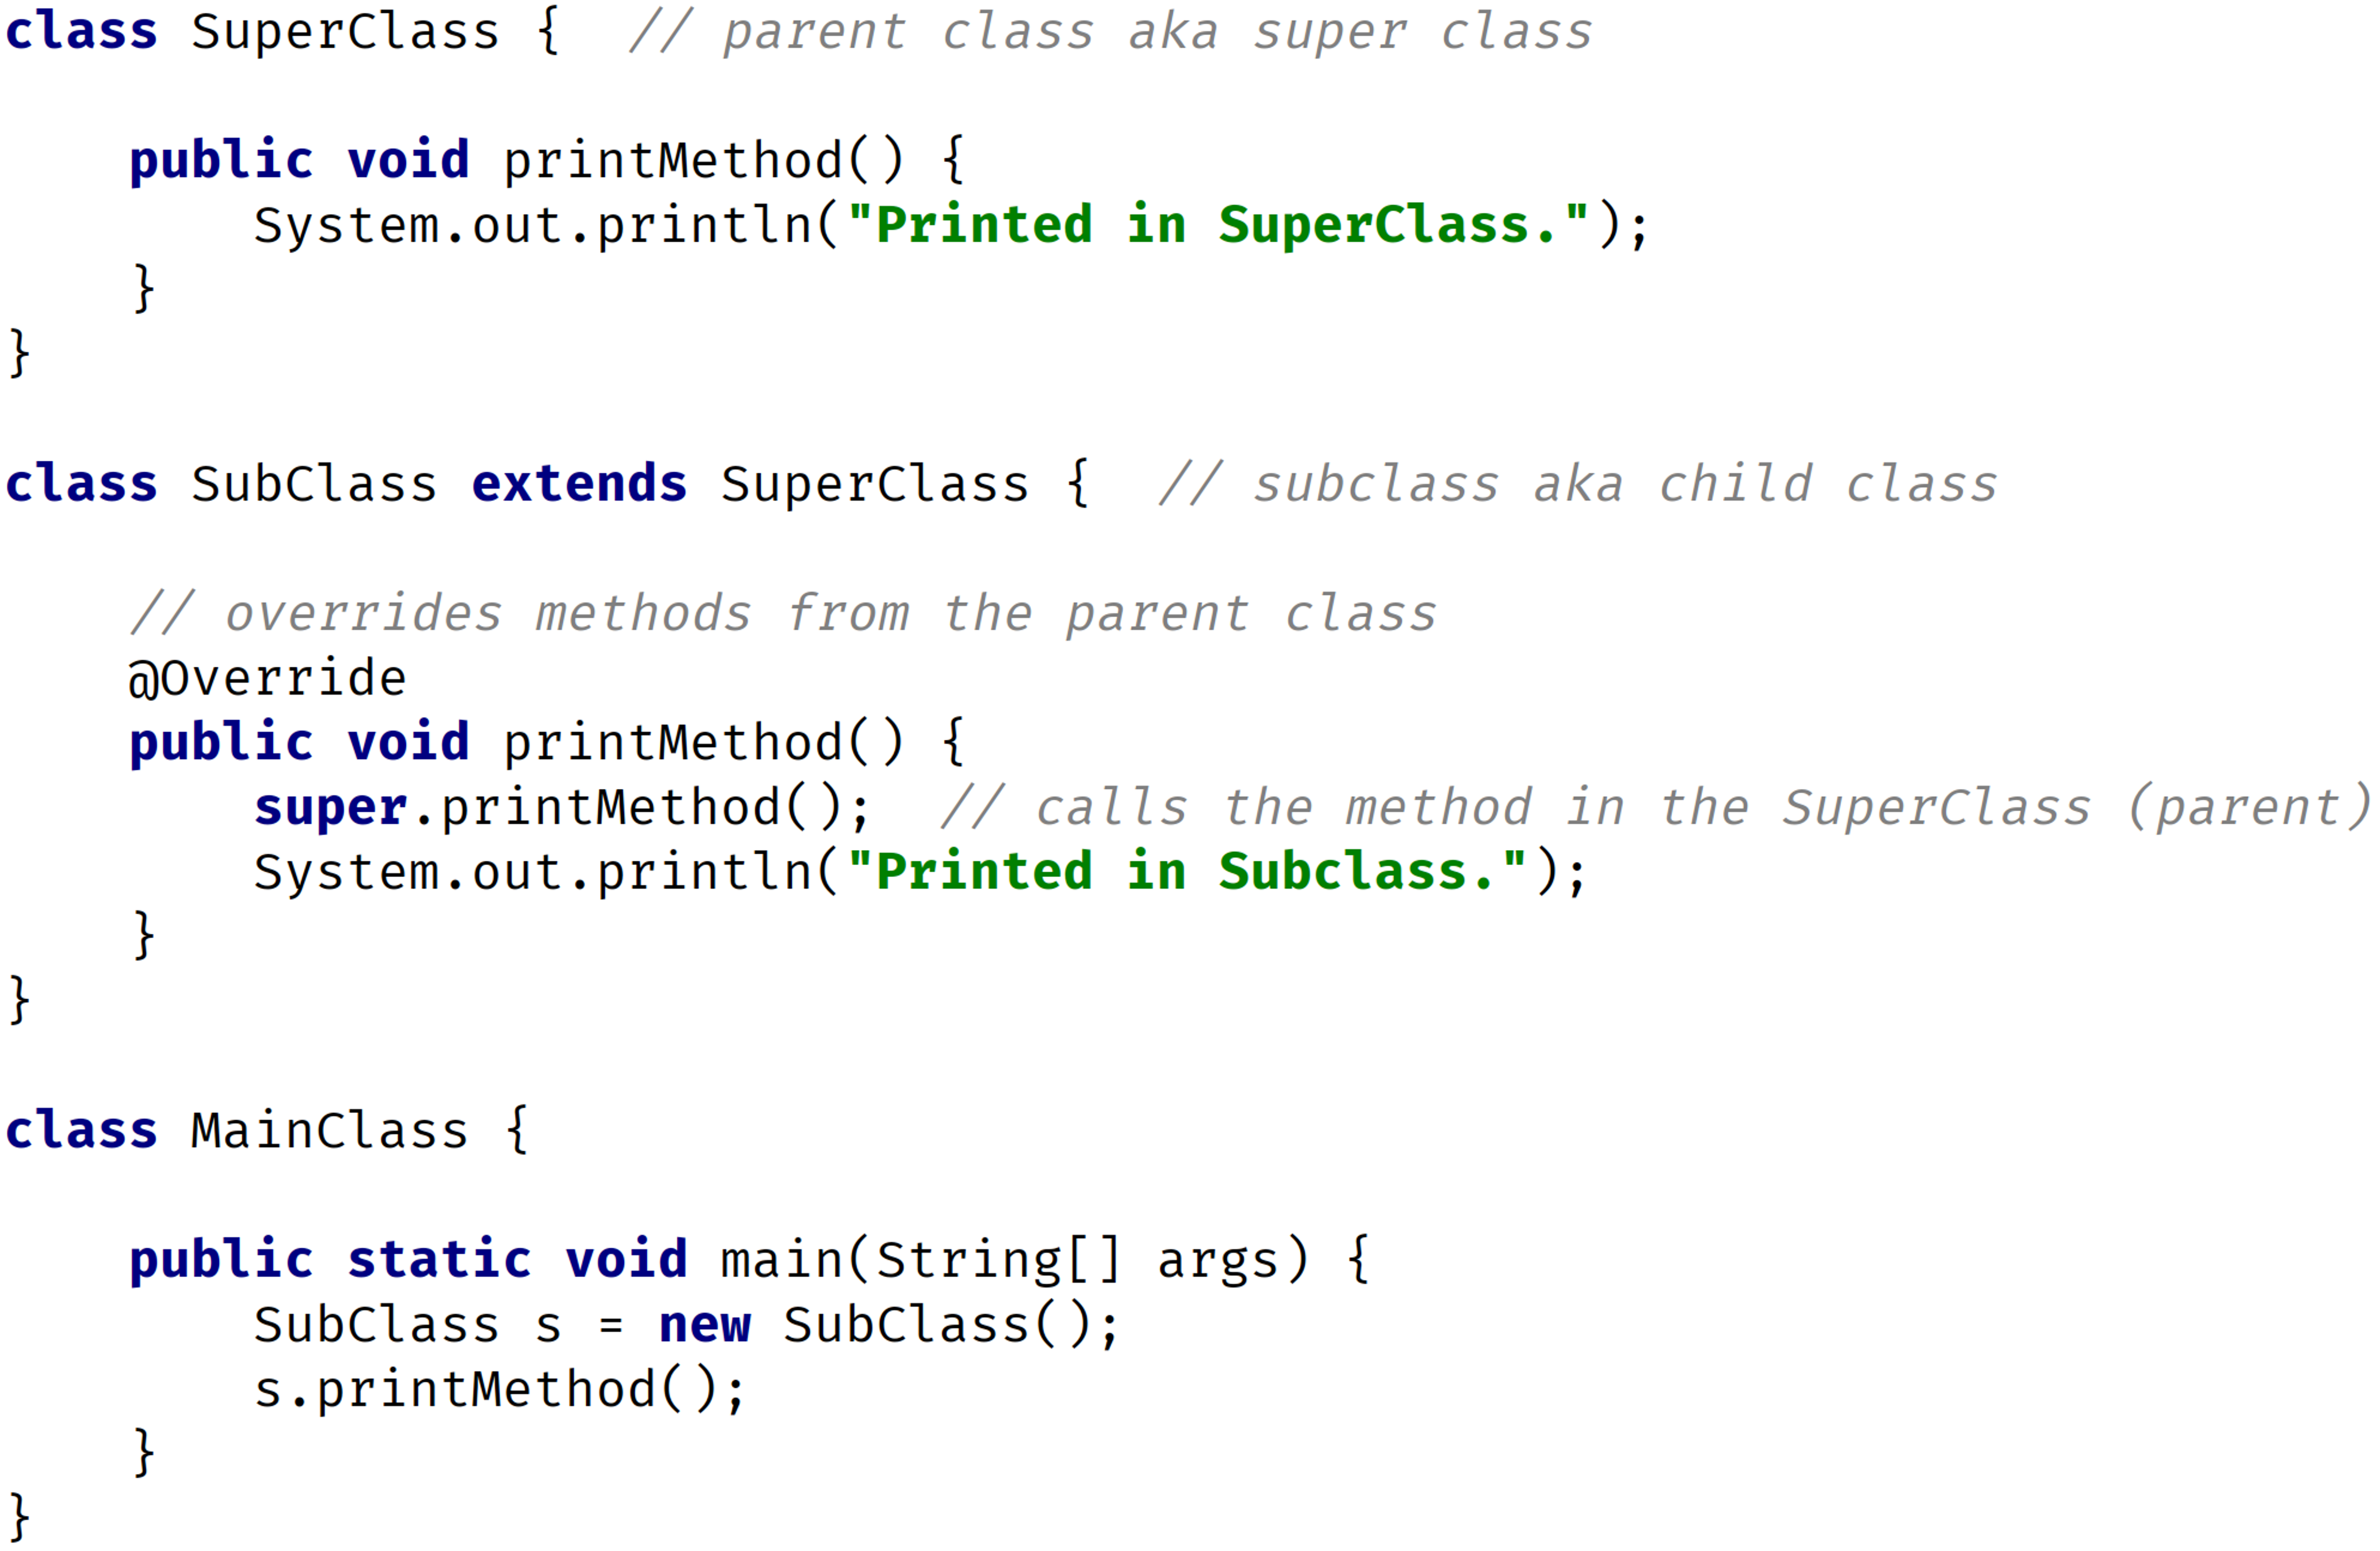 class SuperClass {  // parent class aka super class

    public void printMethod() {
        System.out.println("Printed in SuperClass.");
    }
}

class SubClass extends SuperClass {  // subclass aka child class

    // overrides methods from the parent class
    @Override
    public void printMethod() {
        super.printMethod();  // calls the method in the SuperClass (parent)
        System.out.println("Printed in Subclass.");
    }
}

class MainClass {

    public static void main(String[] args) {
        SubClass s = new SubClass();
        s.printMethod();
    }
}